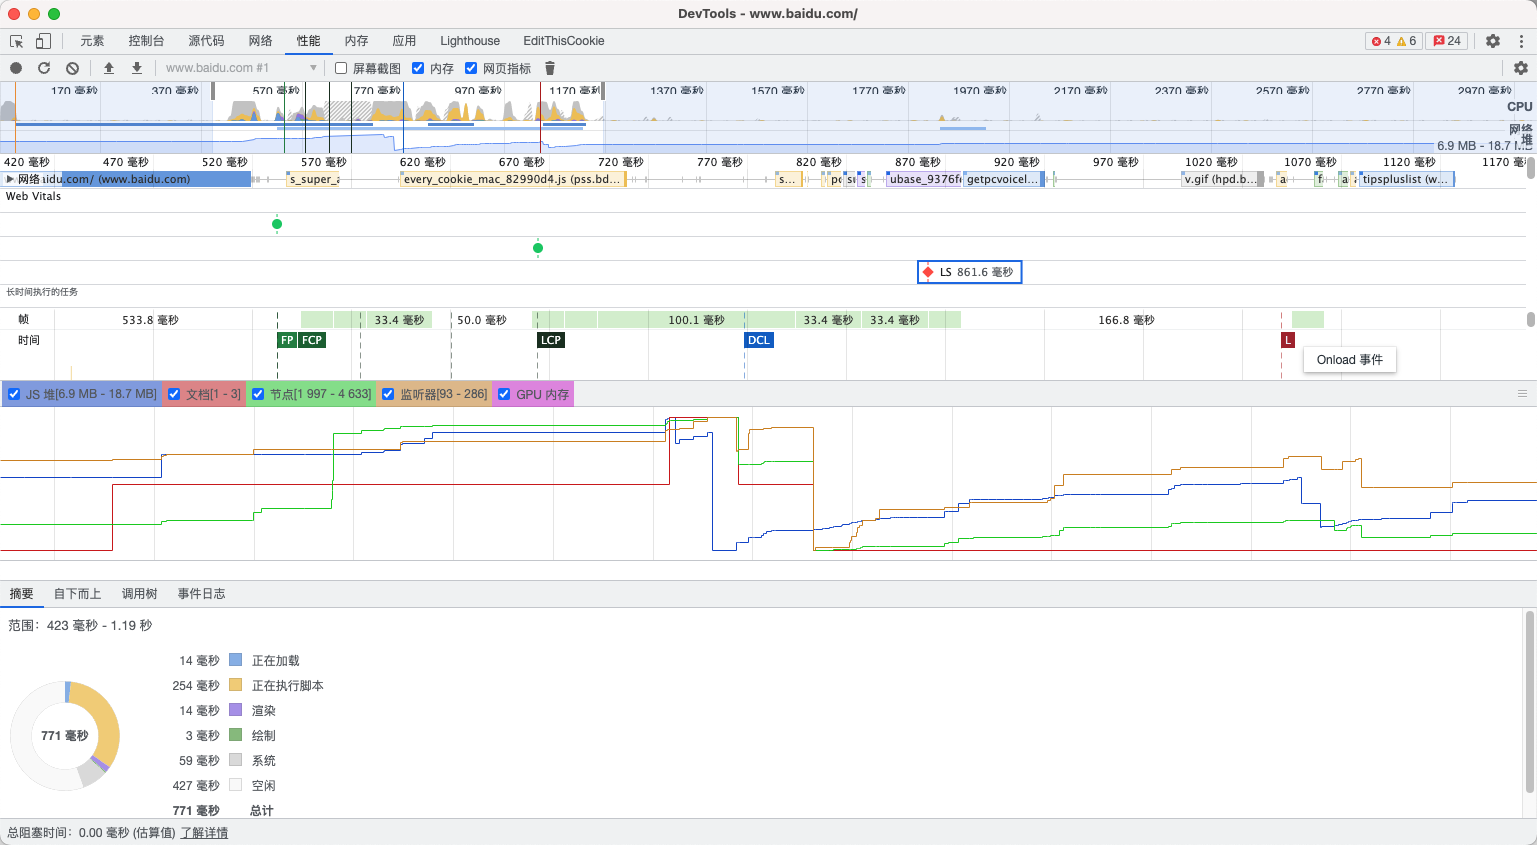 DevTools - www.baidu.com/
元素 控制台 源代码 网络 性能 内存 应用 Lighthouse EditThisCookie 4 6 24
www.baidu.com #1 屏幕截图 内存 网页指标
170 毫秒 370 毫秒 570 毫秒 770 毫秒 970 毫秒 1170 毫秒 1370 毫秒 1570 毫秒 1770 毫秒 1970 毫秒 2170 毫秒 2370 毫秒 2570 毫秒 2770 毫秒 2970 毫秒
CPU
网络
堆
6.9 MB - 18.7 M…
420 毫秒 470 毫秒 520 毫秒 570 毫秒 620 毫秒 670 毫秒 720 毫秒 770 毫秒 820 毫秒 870 毫秒 920 毫秒 970 毫秒 1020 毫秒 1070 毫秒 1120 毫秒 1170 毫
网络 idu.com/ (www.baidu.com) s_super_a every_cookie_mac_82990d4.js (pss.bd… s… ubase_9376f getpcvoicel… v.gif (hpd.b… a f a tipspluslist (w…
Web Vitals
LS 861.6 毫秒
长时间执行的任务
帧 533.8 毫秒 33.4 毫秒 50.0 毫秒 100.1 毫秒 33.4 毫秒 33.4 毫秒 166.8 毫秒
时间 FP FCP LCP DCL L
Onload 事件
JS 堆[6.9 MB - 18.7 MB] 文档[1 - 3] 节点[1 997 - 4 633] 监听器[93 - 286] GPU 内存
摘要 自下而上 调用树 事件日志
范围：423 毫秒 - 1.19 秒
14 毫秒 正在加载
254 毫秒 正在执行脚本
14 毫秒 渲染
771 毫秒
3 毫秒 绘制
59 毫秒 系统
427 毫秒 空闲
771 毫秒 总计
总阻塞时间：0.00 毫秒 (估算值) 了解详情